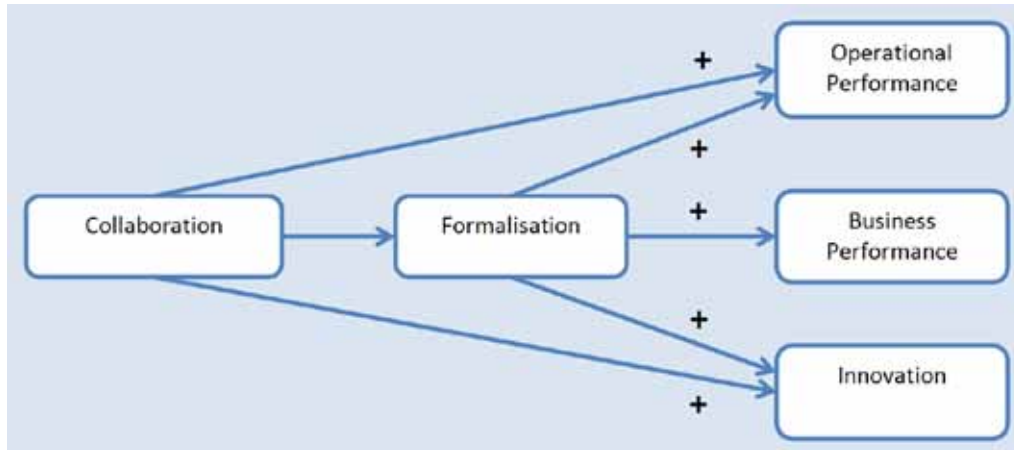 +
Operational
Performance
+
Collaboration
Formalisation
+
Business
Performance
+
Innovation
+